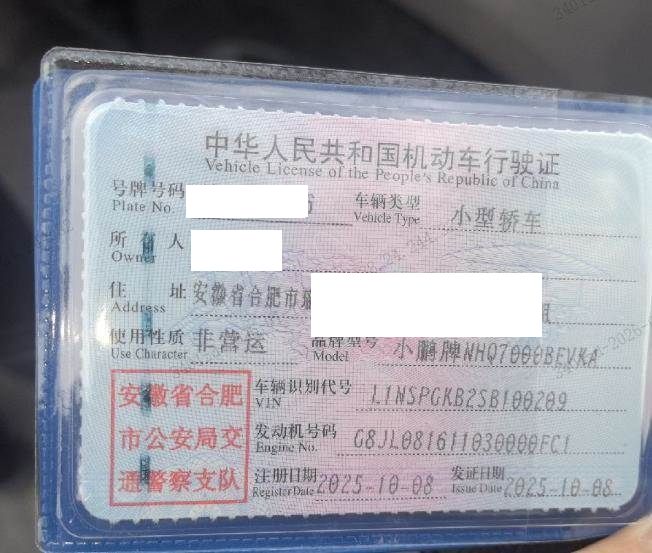 中华人民共和国机动车行驶证
Vehicle License of the People's Republic of China
号牌号码 车辆类型 小型轿车
Plate No. Vehicle Type
所有人
Owner
住址 安徽省合肥市
Address
使用性质 非营运 品牌型号 小鹏牌NHQ7000BEVKA
Use Character Model
安徽省合肥 车辆识别代号 L1NSPGKB2SB100209
VIN
市公安局交 发动机号码 G8JL081611030000FC1
Engine No.
通警察支队 注册日期 2025-10-08 发证日期 2025-10-08
Register Date Issue Date